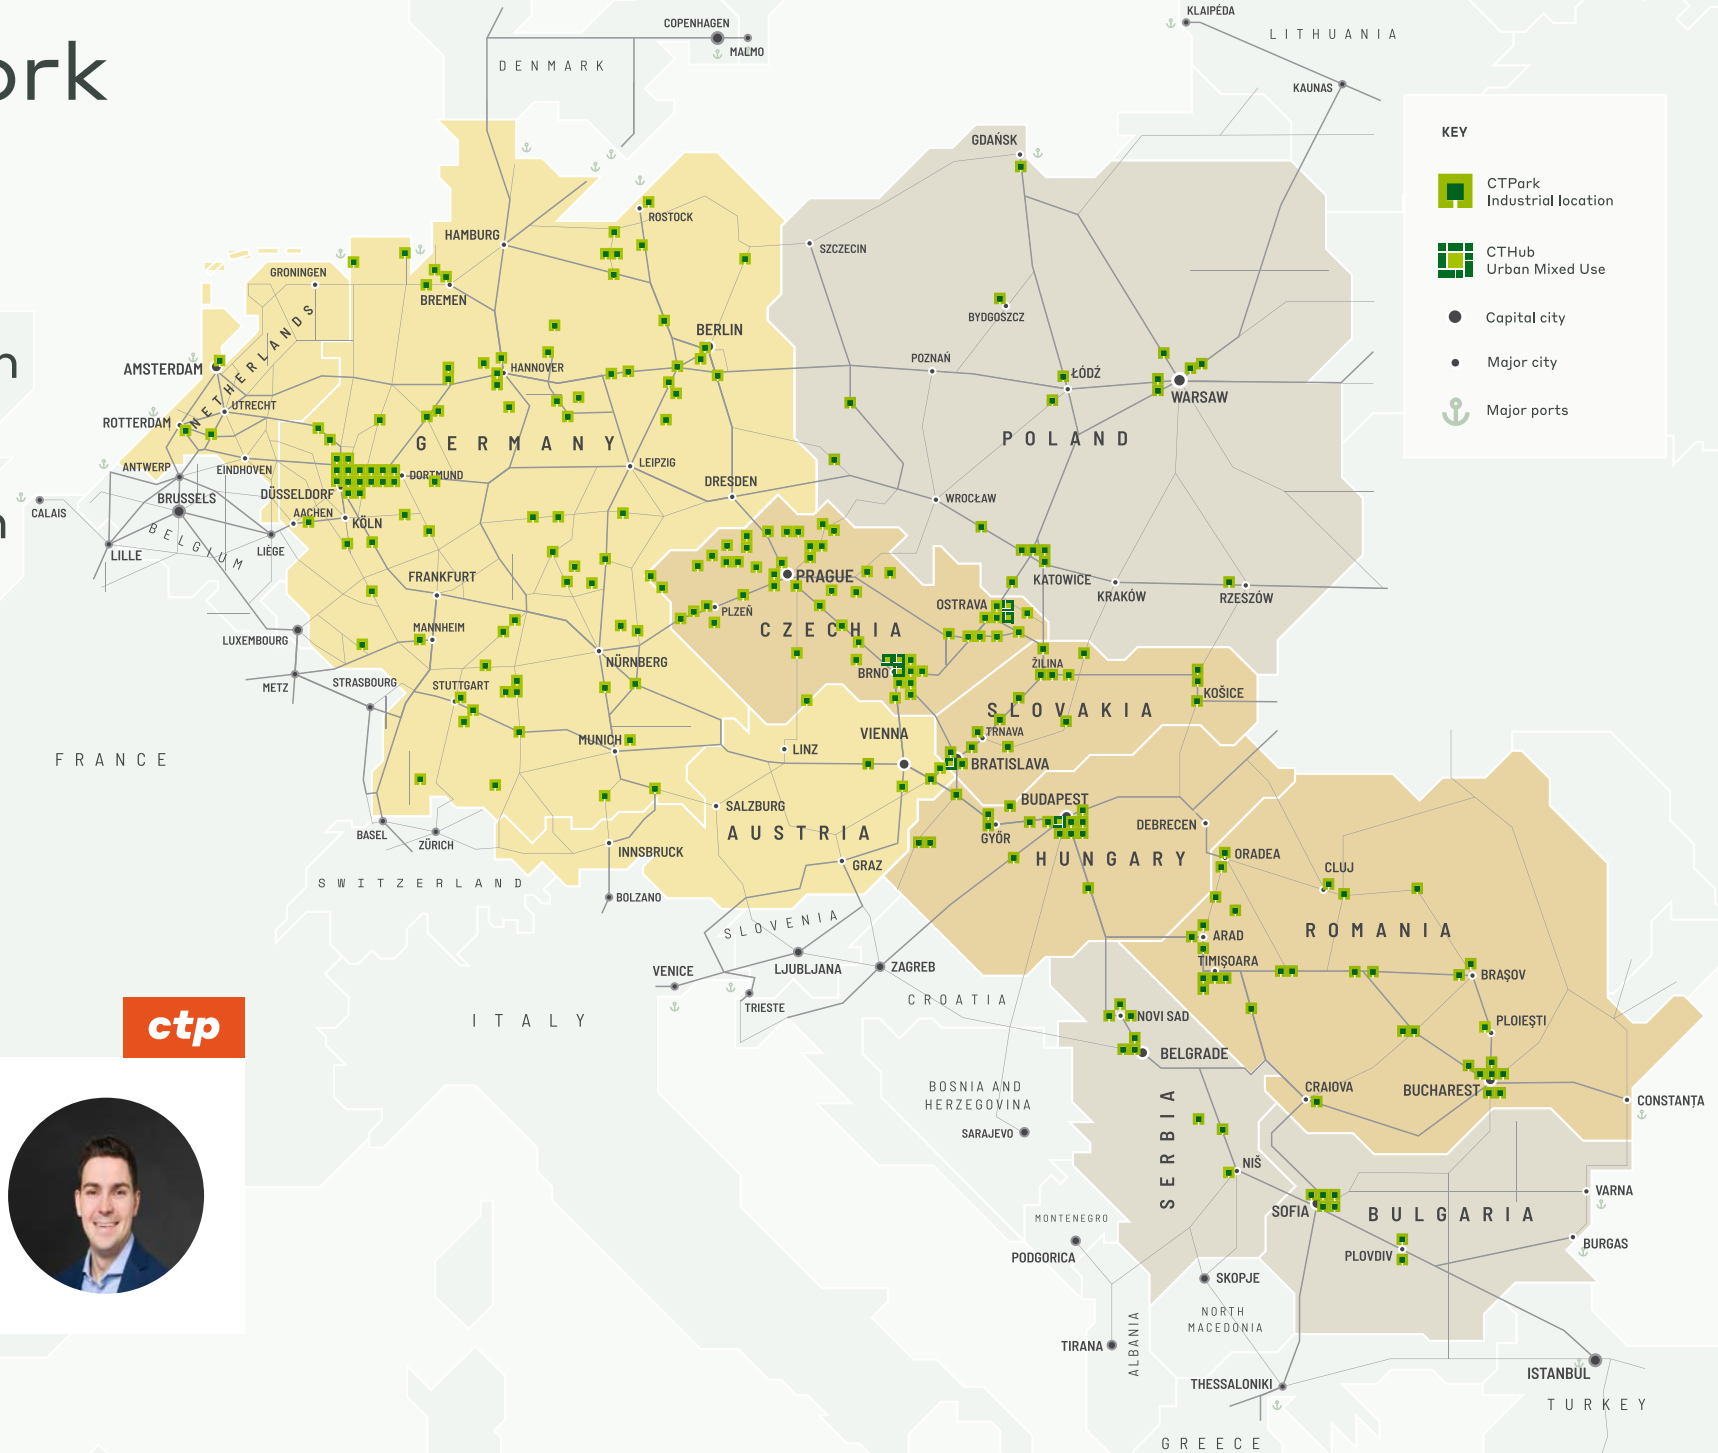 KLAIPĖDA
LITHUANIA
COPENHAGEN
MALMO
DENMARK
KAUNAS
KEY
CTPark
Industrial location
CTHub
Urban Mixed Use
Capital city
Major city
Major ports
GDAŃSK
ROSTOCK
HAMBURG
SZCZECIN
GRONINGEN
BREMEN
BYDGOSZCZ
BERLIN
AMSTERDAM
NETHERLANDS
HANNOVER
POZNAŃ
ŁÓDŹ
WARSAW
UTRECHT
ROTTERDAM
GERMANY
POLAND
ANTWERP
EINDHOVEN
DORTMUND
LEIPZIG
DRESDEN
DÜSSELDORF
BRUSSELS
WROCŁAW
CALAIS
AACHEN
KÖLN
BELGIUM
LILLE
LIÈGE
FRANKFURT
PRAGUE
KATOWICE
KRAKÓW
RZESZÓW
OSTRAVA
PLZEŇ
MANNHEIM
CZECHIA
LUXEMBOURG
NÜRNBERG
ŽILINA
BRNO
METZ
STRASBOURG
STUTTGART
KOŠICE
SLOVAKIA
TRNAVA
VIENNA
MUNICH
LINZ
FRANCE
BRATISLAVA
SALZBURG
BUDAPEST
BASEL
ZÜRICH
AUSTRIA
GYŐR
DEBRECEN
INNSBRUCK
GRAZ
HUNGARY
ORADEA
CLUJ
SWITZERLAND
BOLZANO
SLOVENIA
ROMANIA
ARAD
TIMIŞOARA
VENICE
LJUBLJANA
ZAGREB
BRAŞOV
TRIESTE
CROATIA
NOVI SAD
PLOIEŞTI
ITALY
ctp
BELGRADE
BOSNIA AND
HERZEGOVINA
CRAIOVA
BUCHAREST
CONSTANŢA
SARAJEVO
SERBIA
NIŠ
VARNA
SOFIA
BULGARIA
MONTENEGRO
PODGORICA
PLOVDIV
BURGAS
SKOPJE
NORTH
MACEDONIA
TIRANA
ALBANIA
ISTANBUL
THESSALONIKI
TURKEY
GREECE